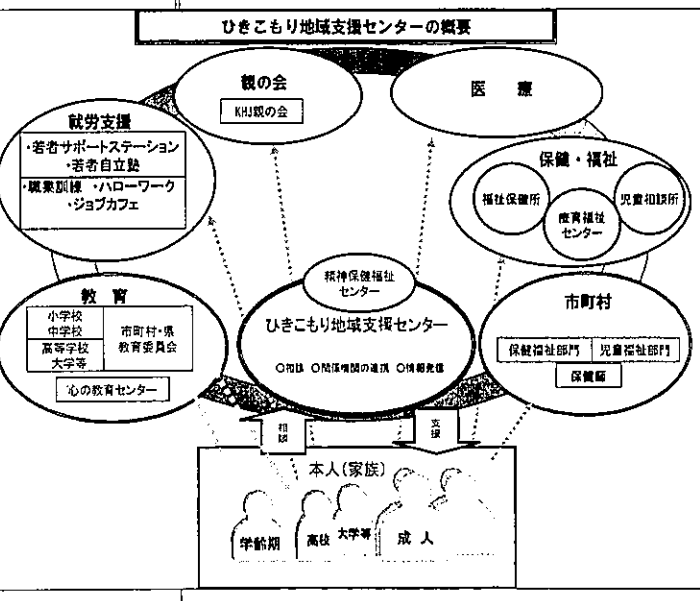 ひきこもり地域支援センターの概要
親の会
KHJ親の会
医　療
就労支援
・若者サポートステーション
・若者自立塾
・職業訓練　・ハローワーク
・ジョブカフェ
保健・福祉
福祉保健所
療育福祉
センター
児童相談所
精神保健福祉
センター
ひきこもり地域支援センター
○相談　○関係機関の連携　○情報発信
教　育
小学校
中学校
高等学校
大学等
市町村・県
教育委員会
心の教育センター
市町村
保健福祉部門
児童福祉部門
保健師
相談
支援
本人(家族)
学齢期
高校
大学等
成　人